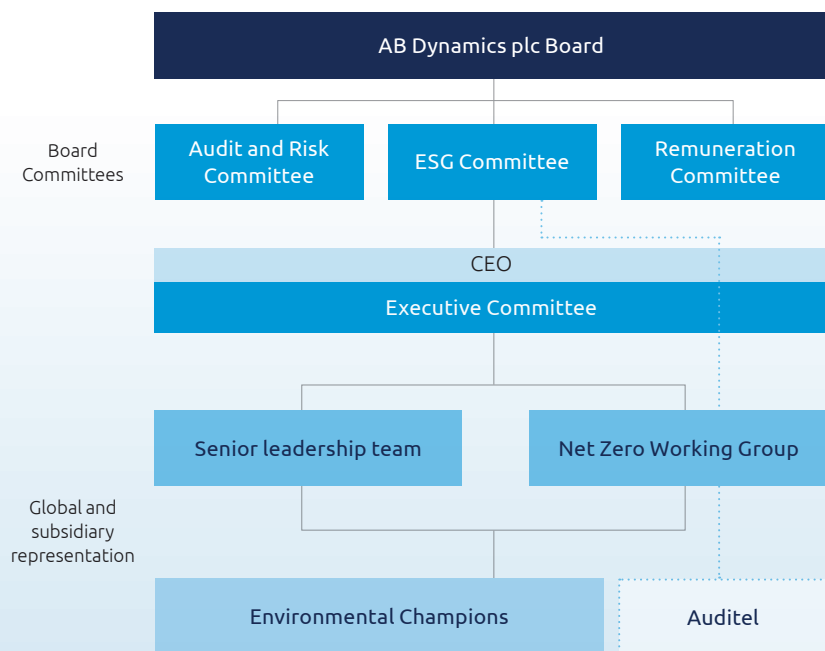 AB Dynamics plc Board
Board
Committees
Audit and Risk
Committee
ESG Committee
Remuneration
Committee
CEO
Executive Committee
Senior leadership team
Net Zero Working Group
Global and
subsidiary
representation
Environmental Champions
Auditel